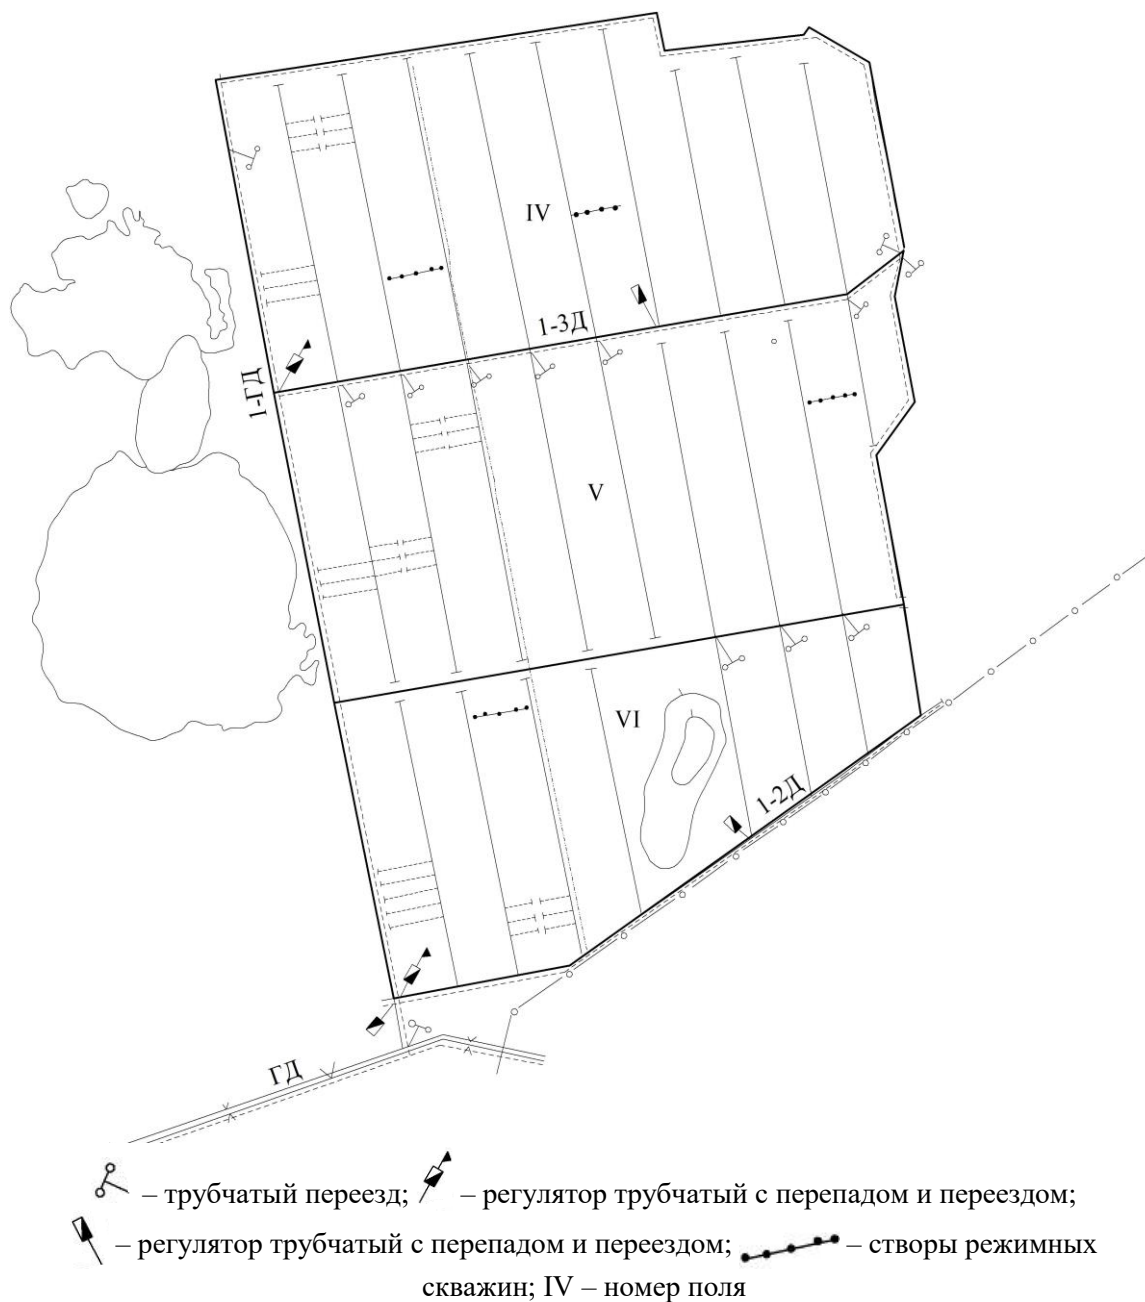 IV
1-3Д
1-ГД
V
VI
1-2Д
ГД
– трубчатый переезд; – регулятор трубчатый с перепадом и переездом;
– регулятор трубчатый с перепадом и переездом; – створы режимных
скважин; IV – номер поля